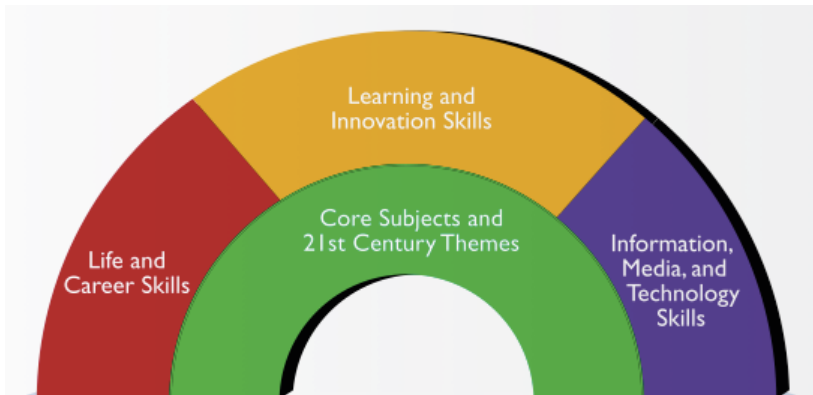 Learning and
Innovation Skills
Core Subjects and
21st Century Themes
Life and
Career Skills
Information,
Media, and
Technology
Skills